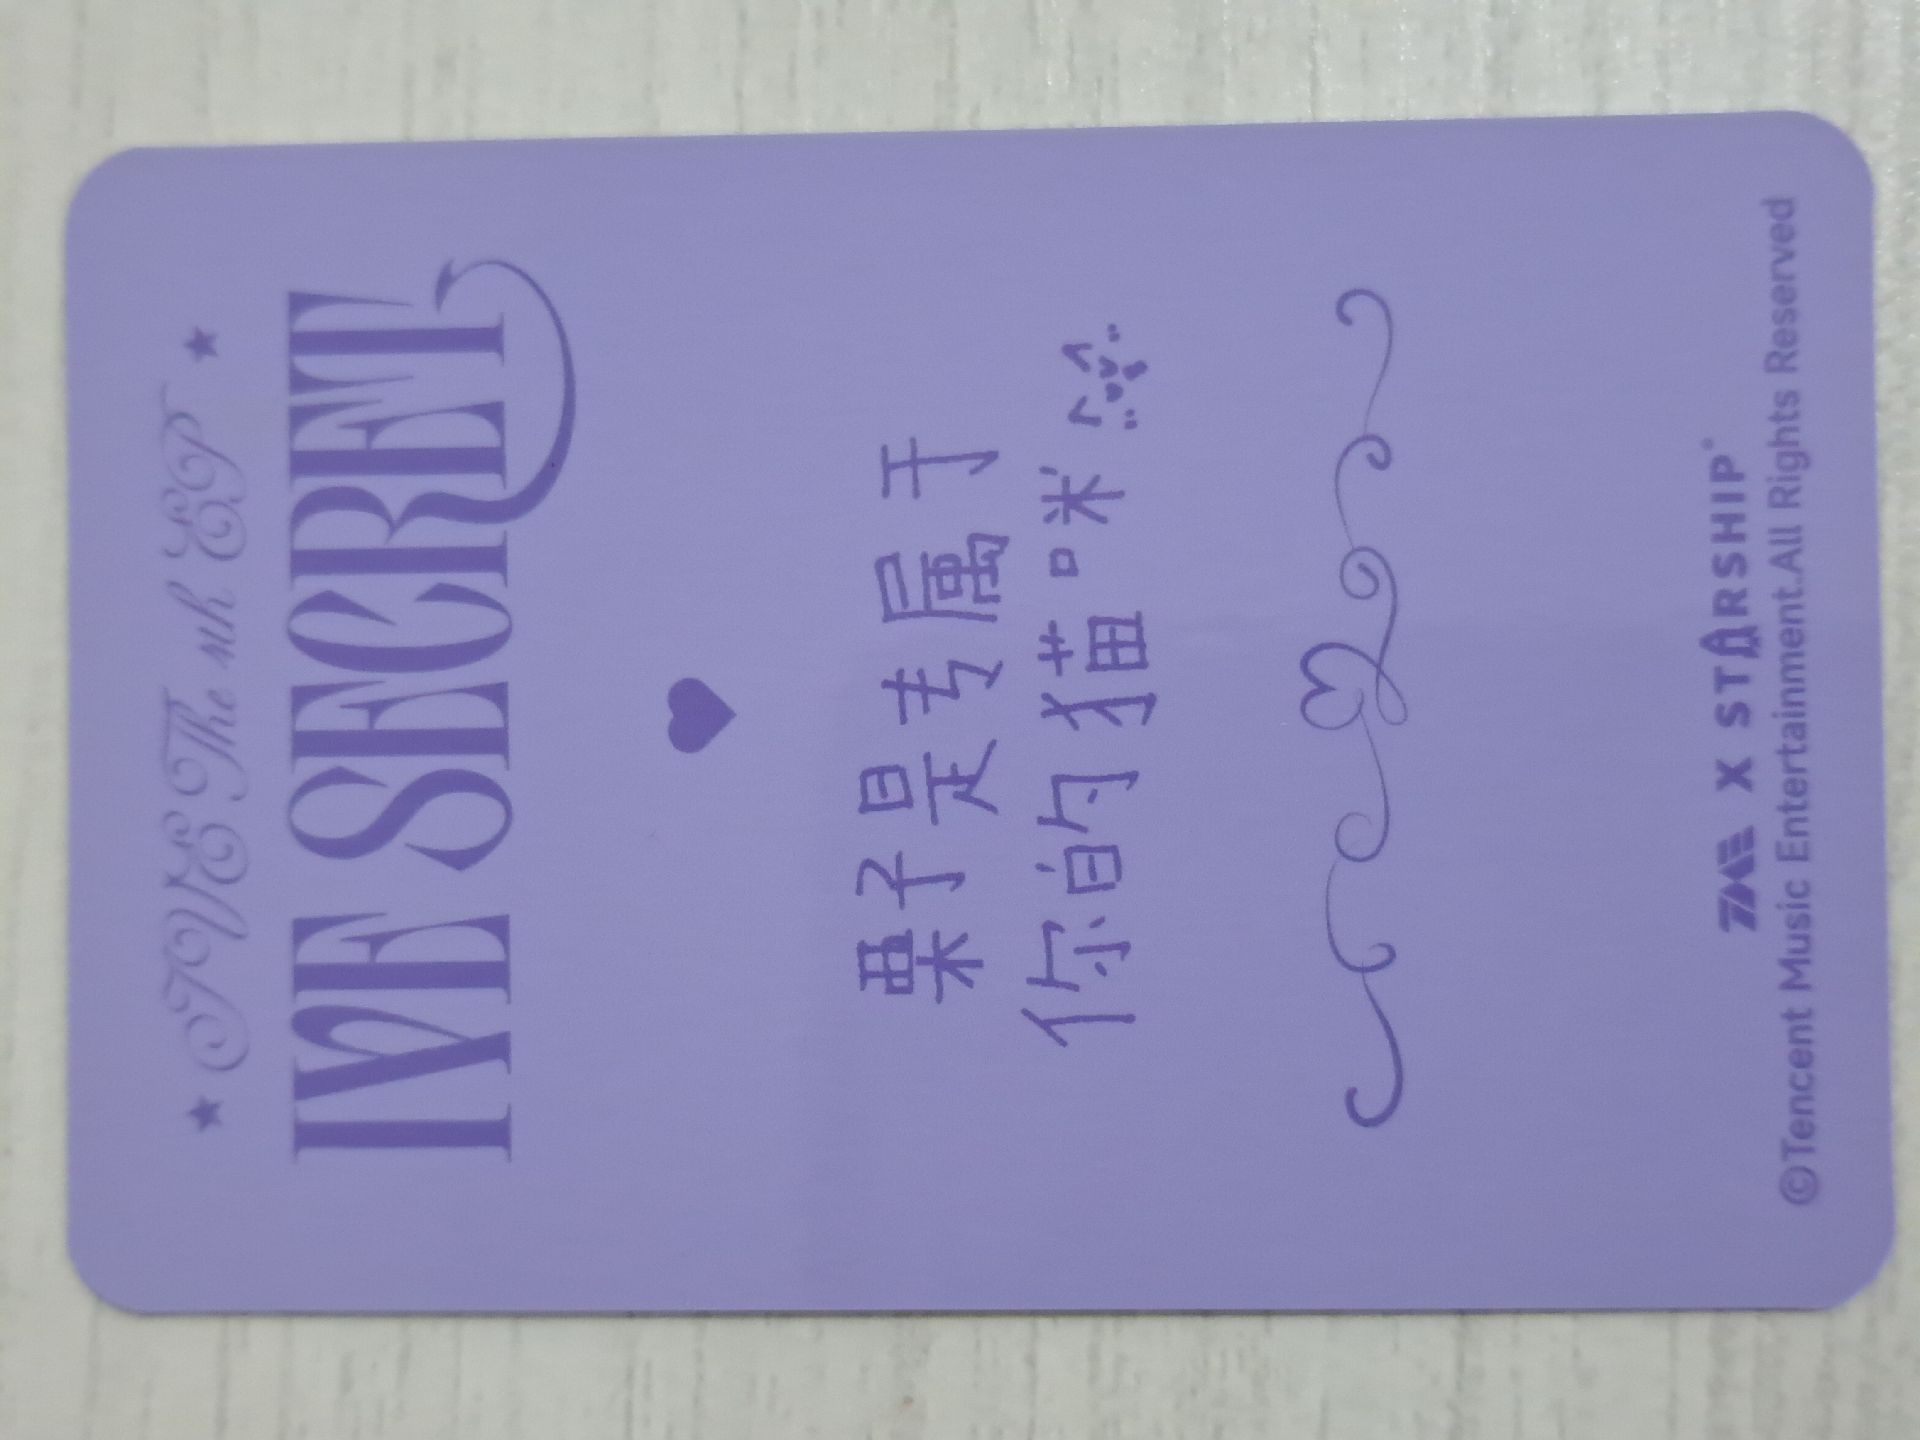 ★ IVE The 4th EP ★
IVE SECRET
栗子是专属于
你的猫咪
TME X STARSHIP
©Tencent Music Entertainment.All Rights Reserved